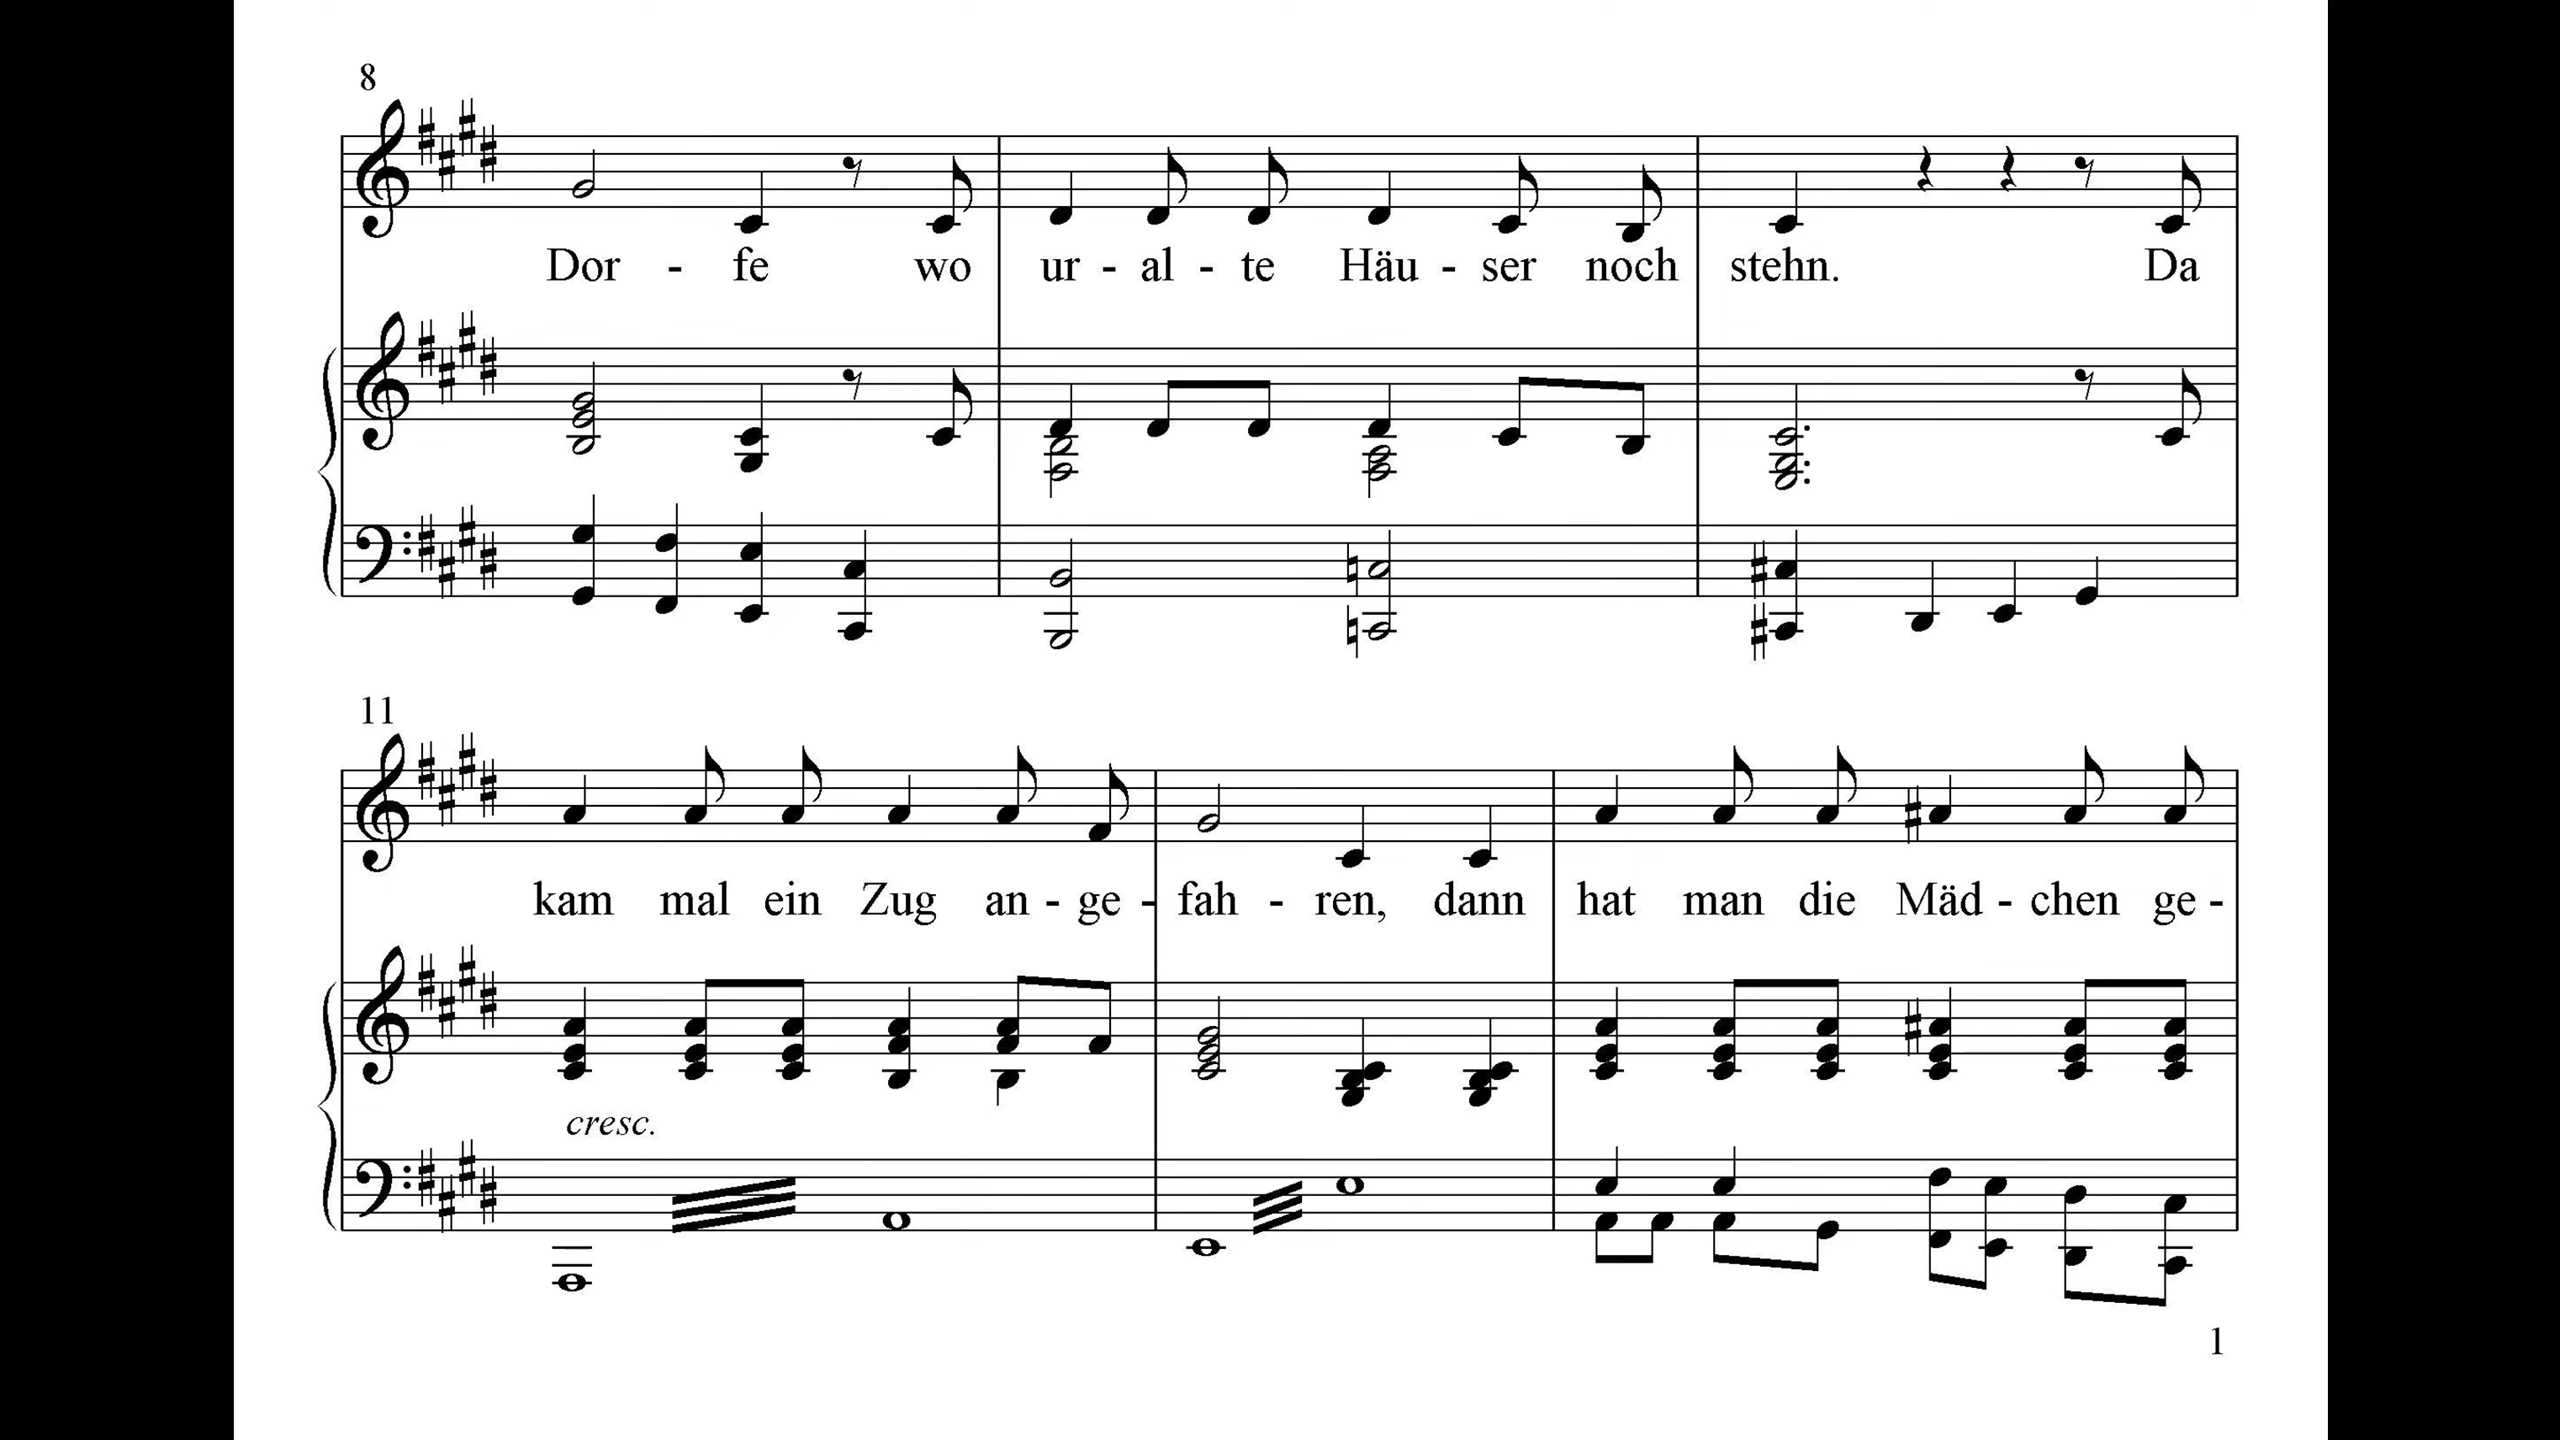 8
Dor - fe wo ur - al - te Häu - ser noch stehn. Da
11
kam mal ein Zug an - ge - fah - ren, dann hat man die Mäd - chen ge -
cresc.
1